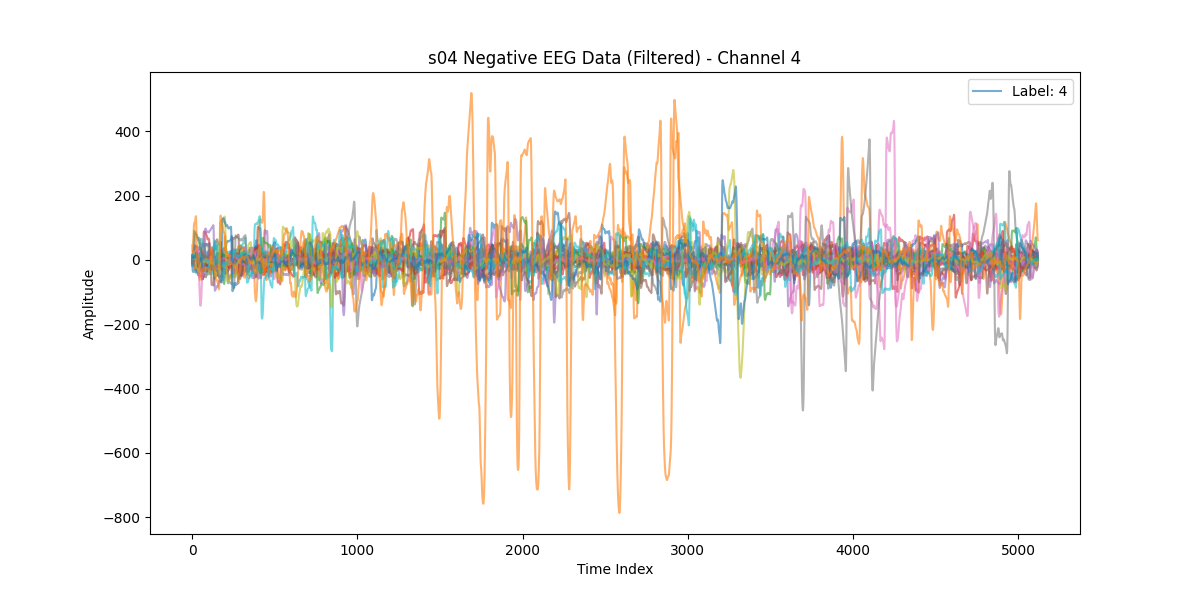 s04 Negative EEG Data (Filtered) - Channel 4
Label: 4
Amplitude
400
200
0
−200
−400
−600
−800
0 1000 2000 3000 4000 5000
Time Index